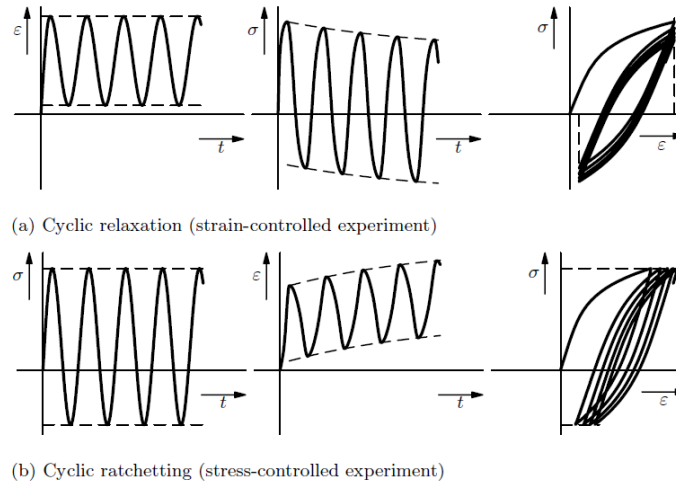 ε σ σ
t t ε
(a) Cyclic relaxation (strain-controlled experiment)
σ ε σ
t t ε
(b) Cyclic ratchetting (stress-controlled experiment)